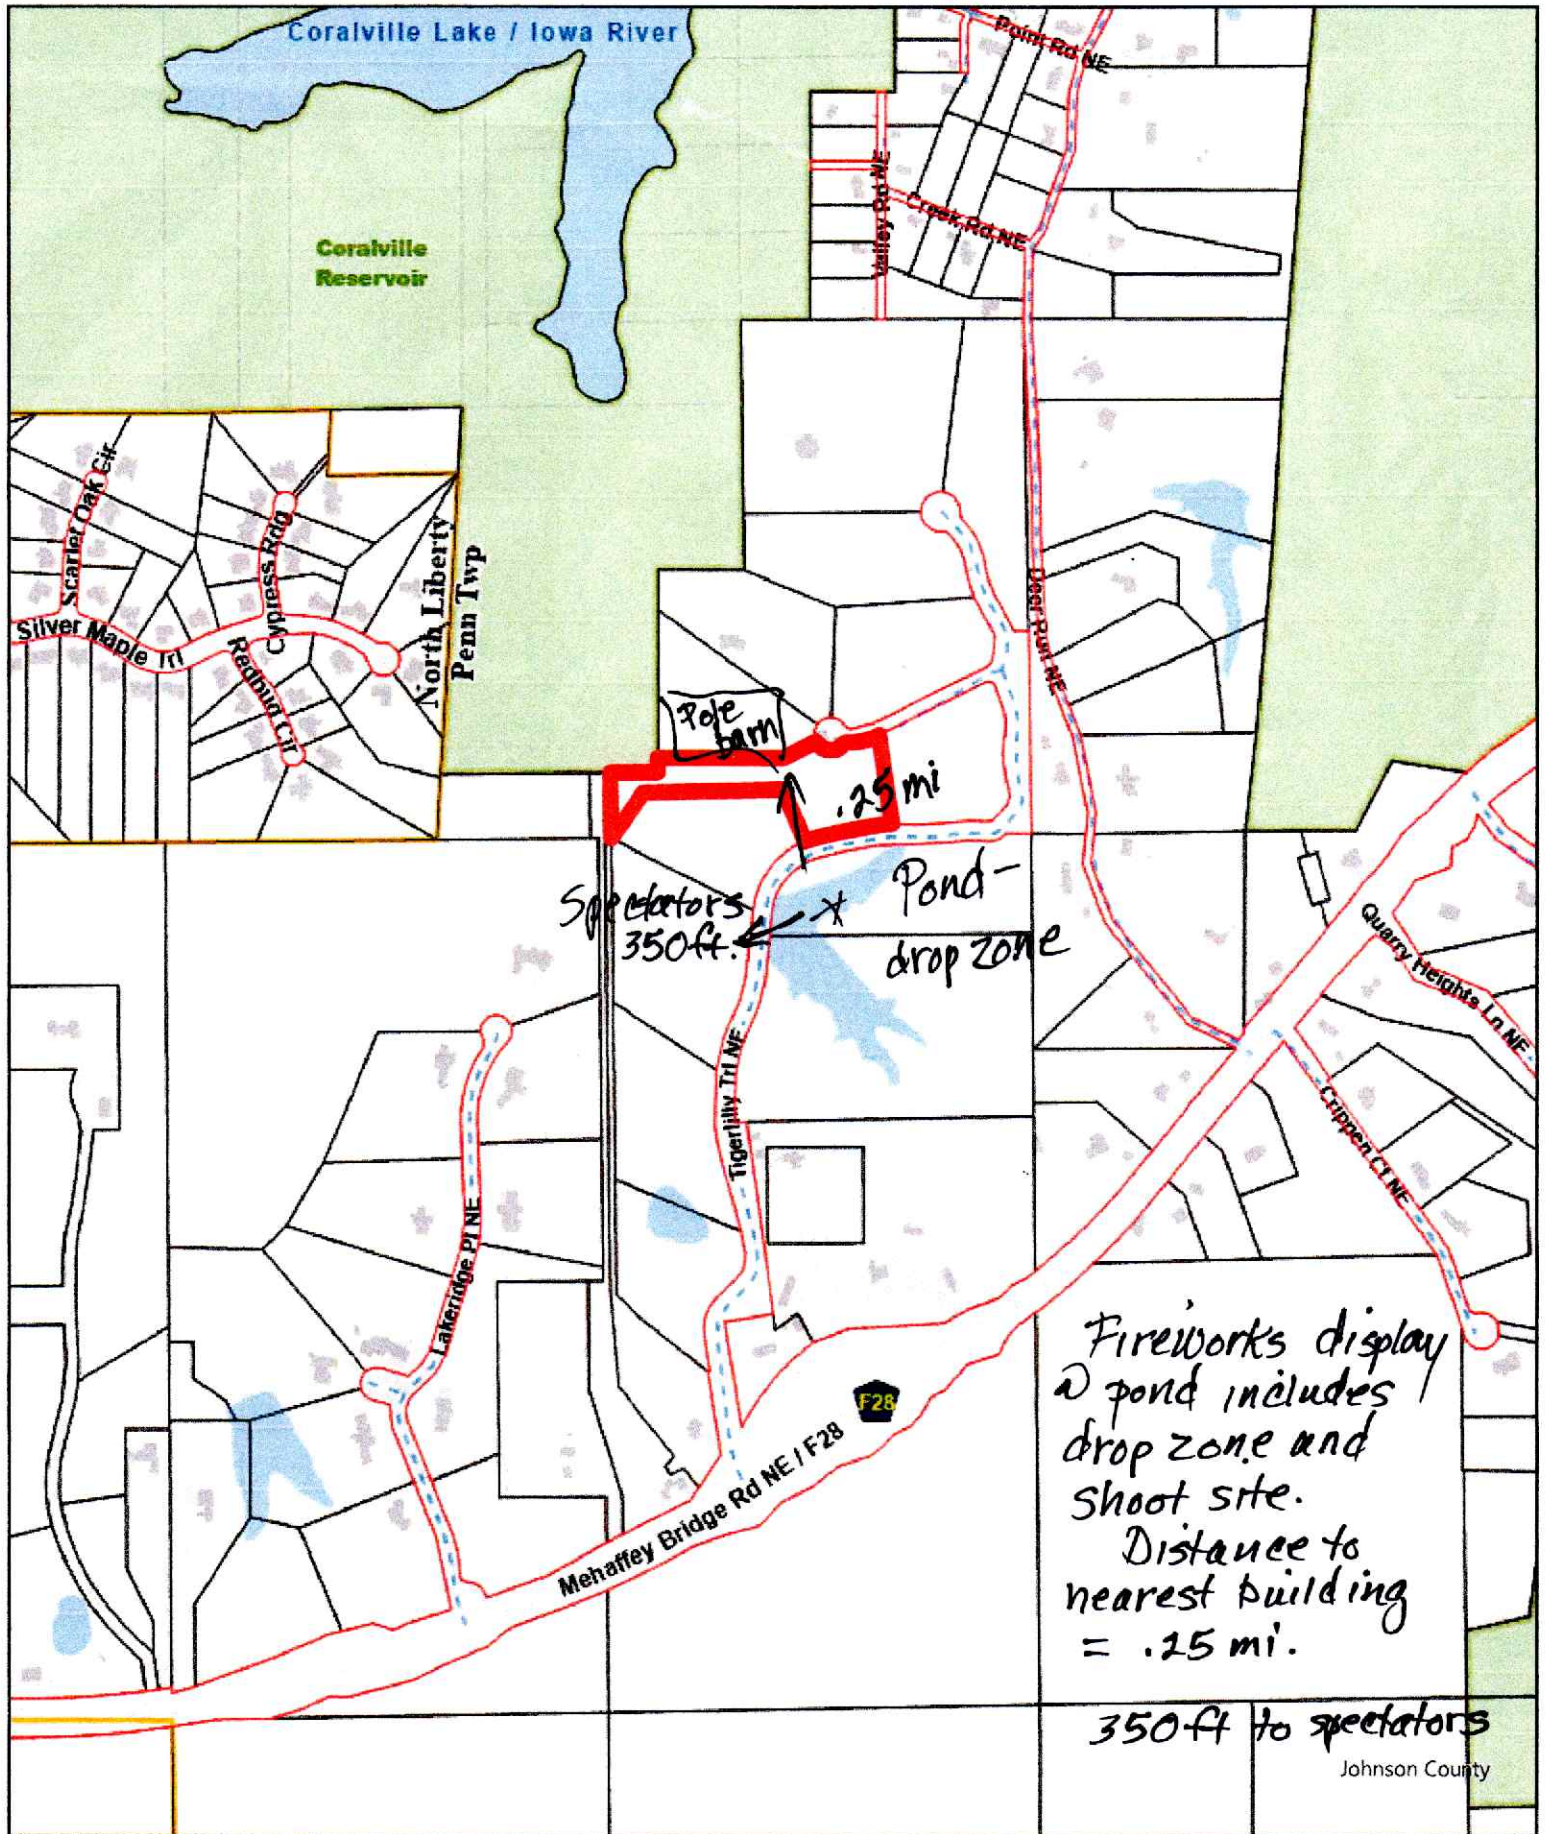 Coralville Lake / Iowa River
Point Rd NE
Valley Rd NE
Creek Rd NE
Coralville
Reservoir
Scarlet Oak Cir
Cypress Rdg
Silver Maple Trl
Redbud Cir
North Liberty
Penn Twp
Deer Run NE
Pole
barn
.25 mi
Spectators
350ft.
Pond -
drop zone
Quarry Heights Ln NE
Tigerlilly Trl NE
Crippen Ct NE
Lakeridge Pl NE
F28
Mehaffey Bridge Rd NE / F28
Fireworks display
@ pond includes
drop zone and
shoot site.
Distance to
nearest building
= .25 mi.
350ft to spectators
Johnson County